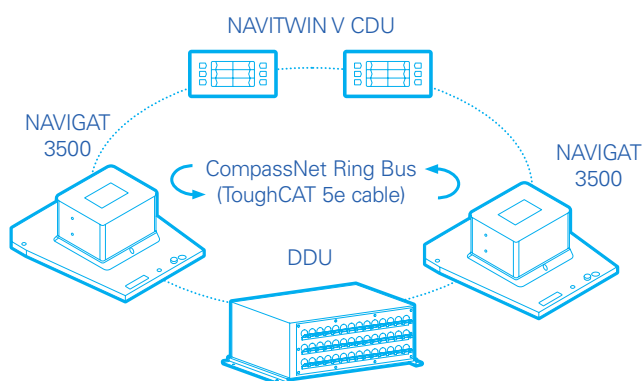 NAVITWIN V CDU
NAVIGAT
3500
CompassNet Ring Bus
(ToughCAT 5e cable)
NAVIGAT
3500
DDU